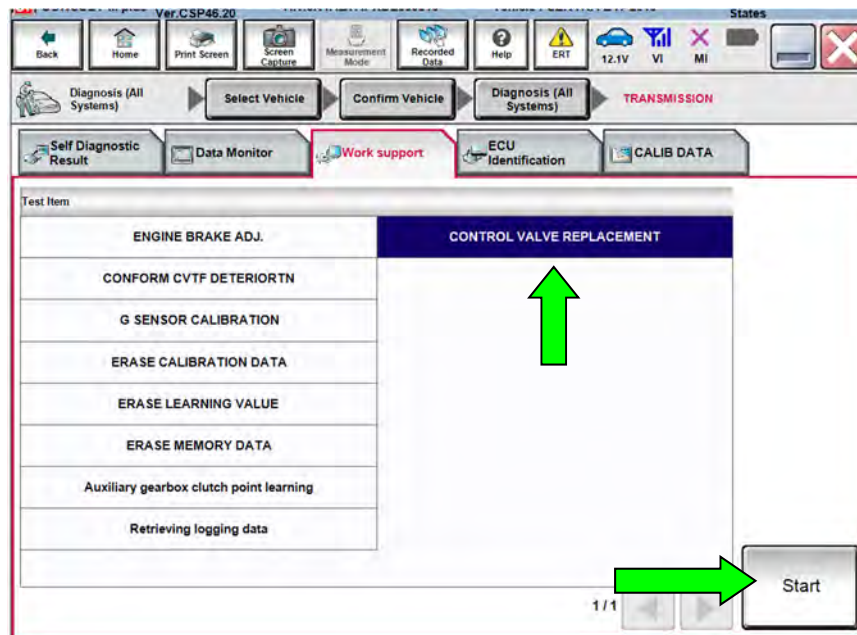 Ver.CSP46.20
States
Back
Home
Print Screen
Screen
Capture
Measurement
Mode
Recorded
Data
Help
ERT
12.1V
VI
MI
Diagnosis (All
Systems)
Select Vehicle
Confirm Vehicle
Diagnosis (All
Systems)
TRANSMISSION
Self Diagnostic
Result
Data Monitor
Work support
ECU
Identification
CALIB DATA
Test Item
ENGINE BRAKE ADJ.
CONTROL VALVE REPLACEMENT
CONFORM CVTF DETERIORTN
G SENSOR CALIBRATION
ERASE CALIBRATION DATA
ERASE LEARNING VALUE
ERASE MEMORY DATA
Auxiliary gearbox clutch point learning
Retrieving logging data
Start
1/1